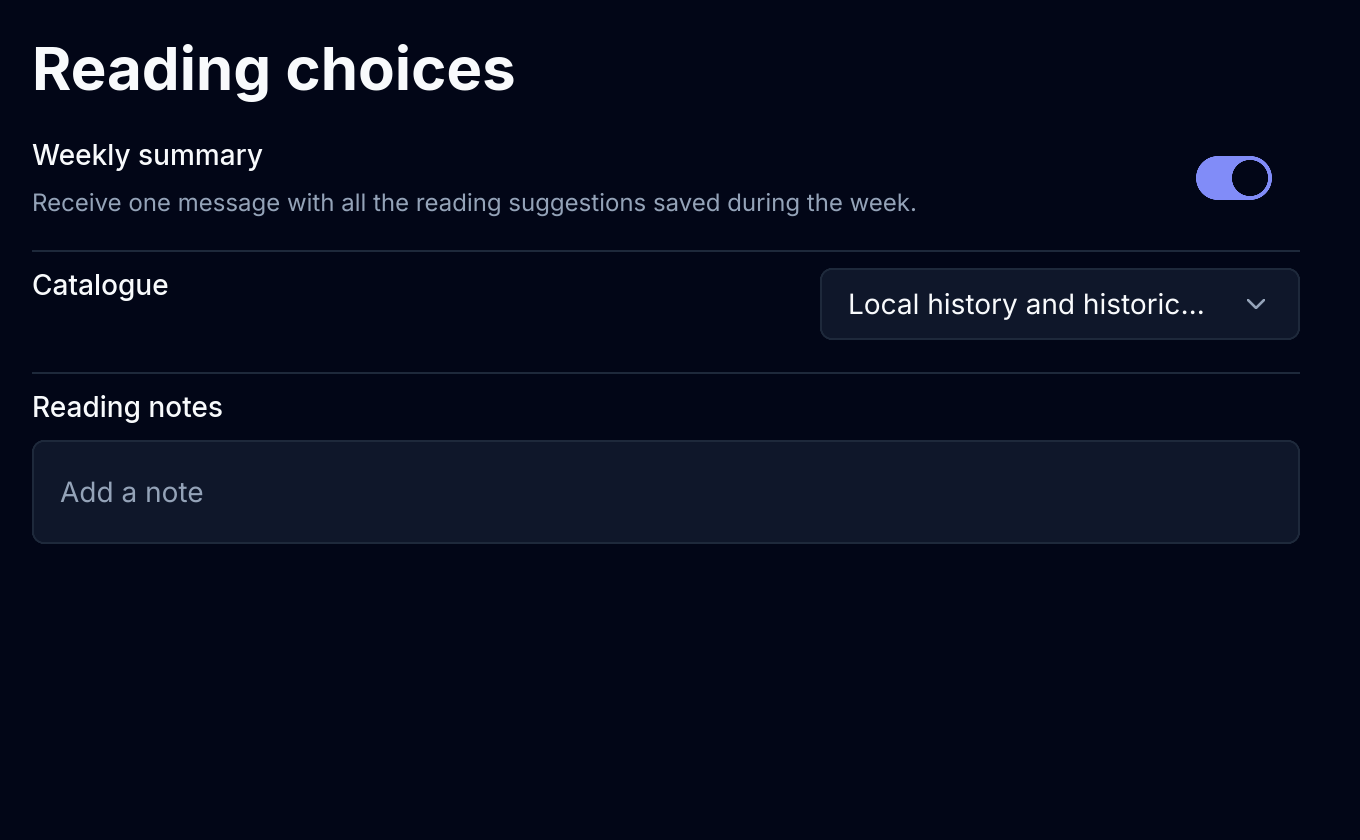 Reading choices
Weekly summary
Receive one message with all the reading suggestions saved during the week.
Catalogue
Local history and historic...
Reading notes
Add a note